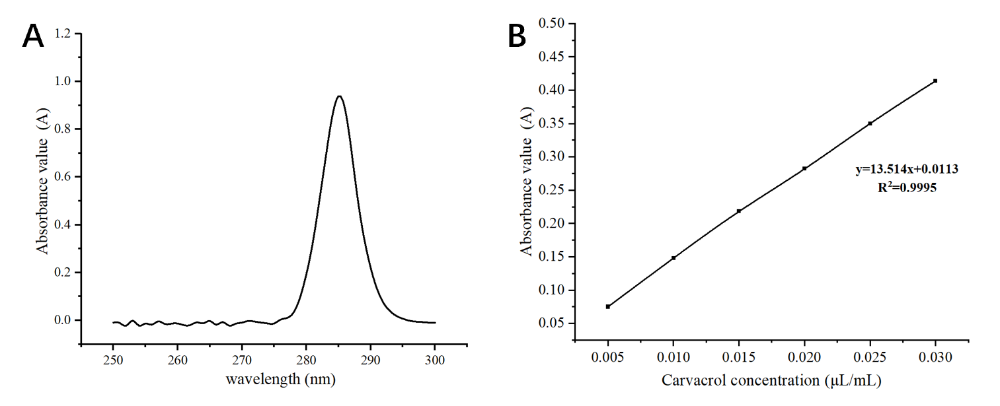 A
1.2
1.0
0.8
0.6
0.4
0.2
0.0
Absorbance value (A)
250 260 270 280 290 300
wavelength (nm)
B
0.50
0.45
0.40
0.35
0.30
0.25
0.20
0.15
0.10
0.05
Absorbance value (A)
y=13.514x+0.0113
R²=0.9995
0.005 0.010 0.015 0.020 0.025 0.030
Carvacrol concentration (μL/mL)